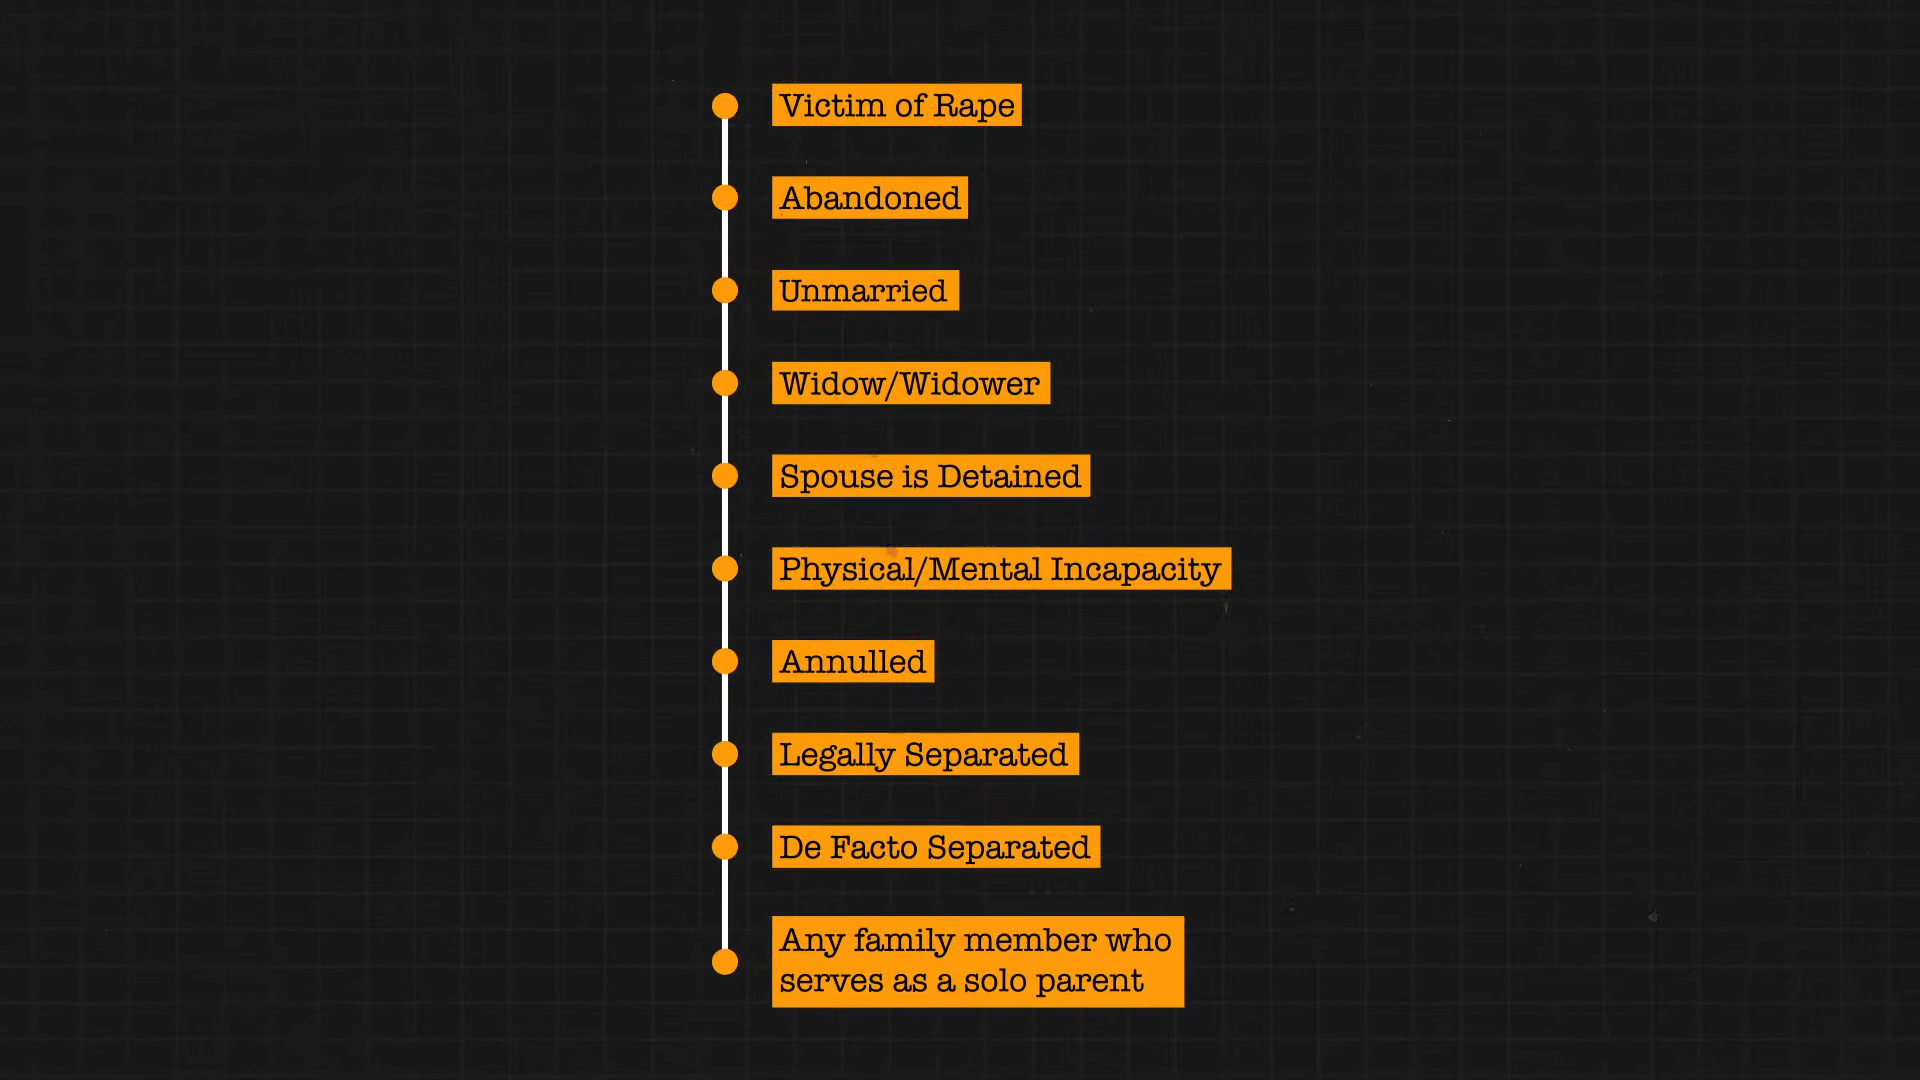 Victim of Rape
Abandoned
Unmarried
Widow/Widower
Spouse is Detained
Physical/Mental Incapacity
Annulled
Legally Separated
De Facto Separated
Any family member who
serves as a solo parent